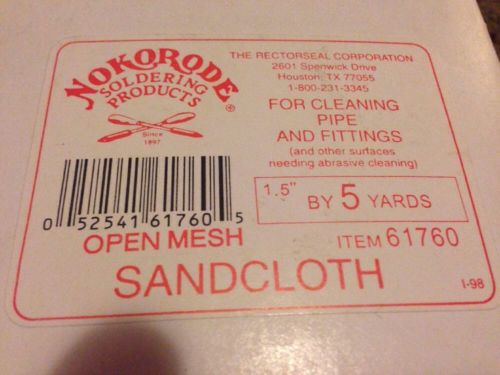 NOKORODE
SOLDERING
PRODUCTS
®
Since
1897
THE RECTORSEAL CORPORATION
2601 Spenwick Drive
Houston, TX 77055
1-800-231-3345
FOR CLEANING
PIPE
AND FITTINGS
(and other surfaces
needing abrasive cleaning)
1.5" BY 5 YARDS
0 52541 61760 5
OPEN MESH
ITEM 61760
SANDCLOTH
I-98